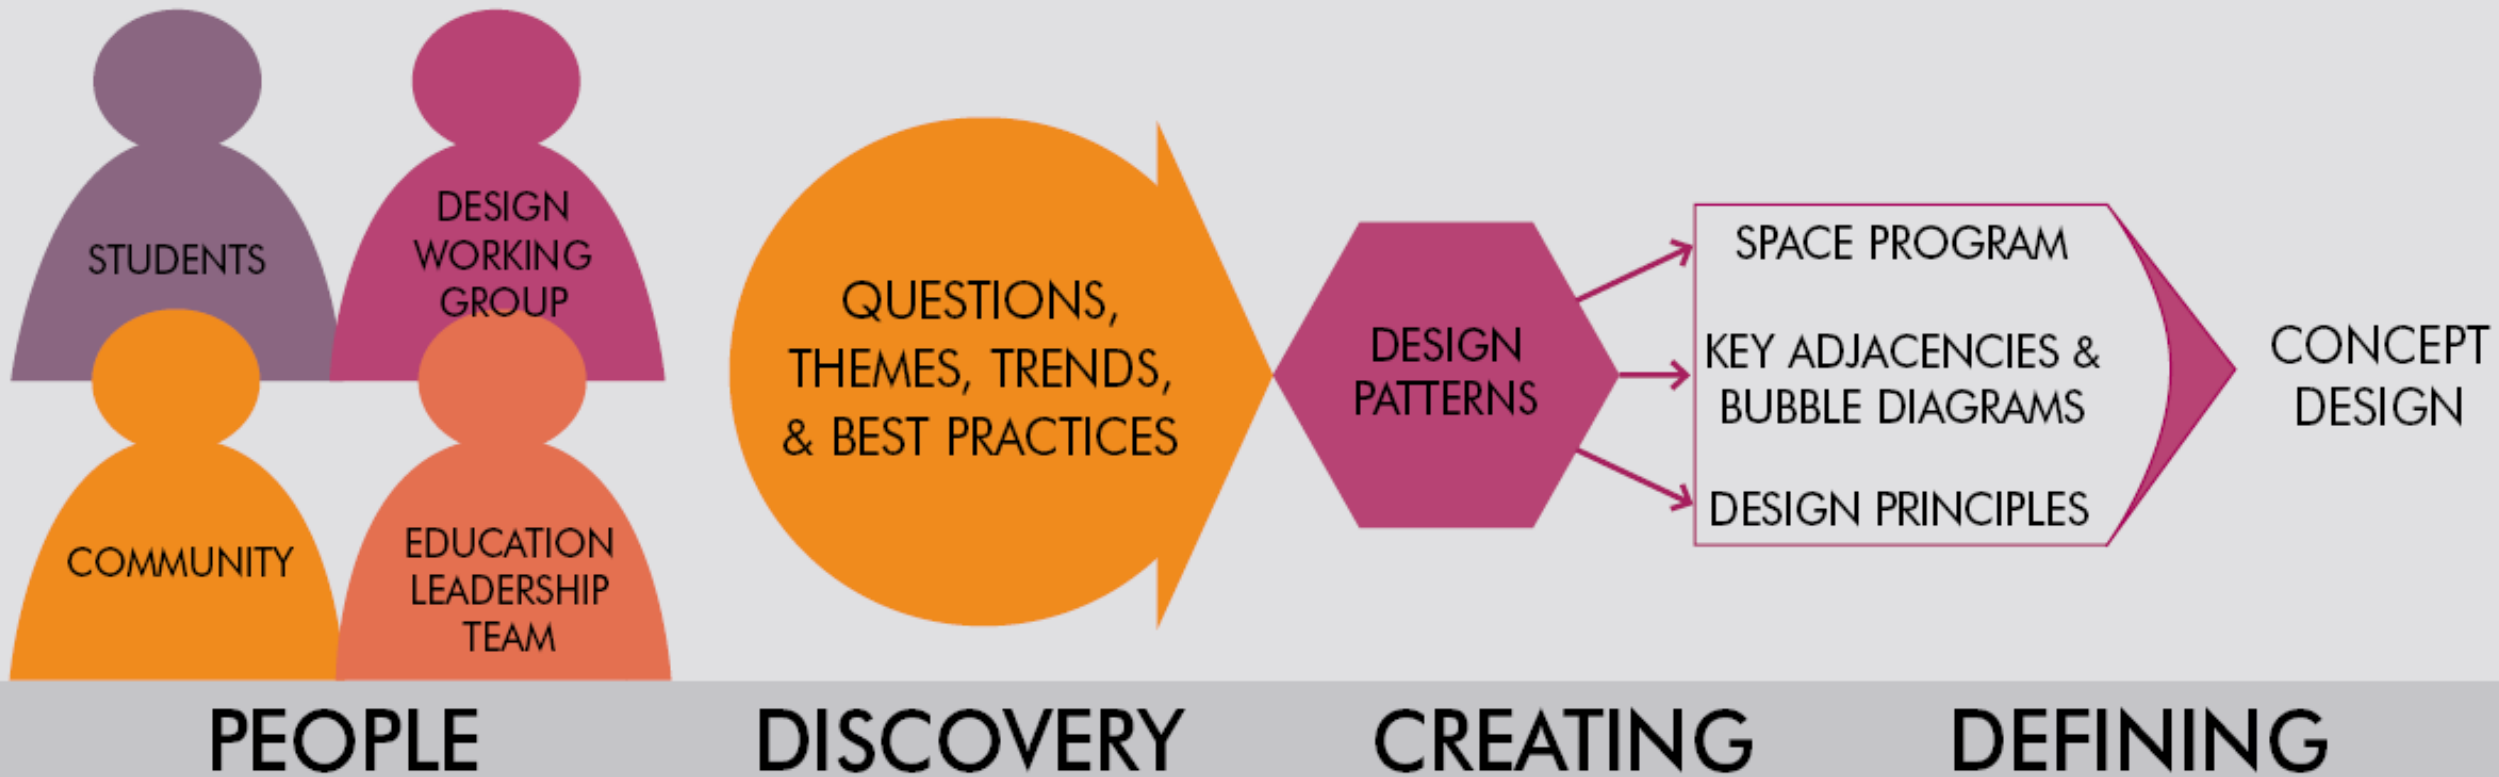 STUDENTS
DESIGN
WORKING
GROUP
COMMUNITY
EDUCATION
LEADERSHIP
TEAM
QUESTIONS,
THEMES, TRENDS,
& BEST PRACTICES
DESIGN
PATTERNS
SPACE PROGRAM
KEY ADJACENCIES &
BUBBLE DIAGRAMS
DESIGN PRINCIPLES
CONCEPT
DESIGN
PEOPLE
DISCOVERY
CREATING
DEFINING